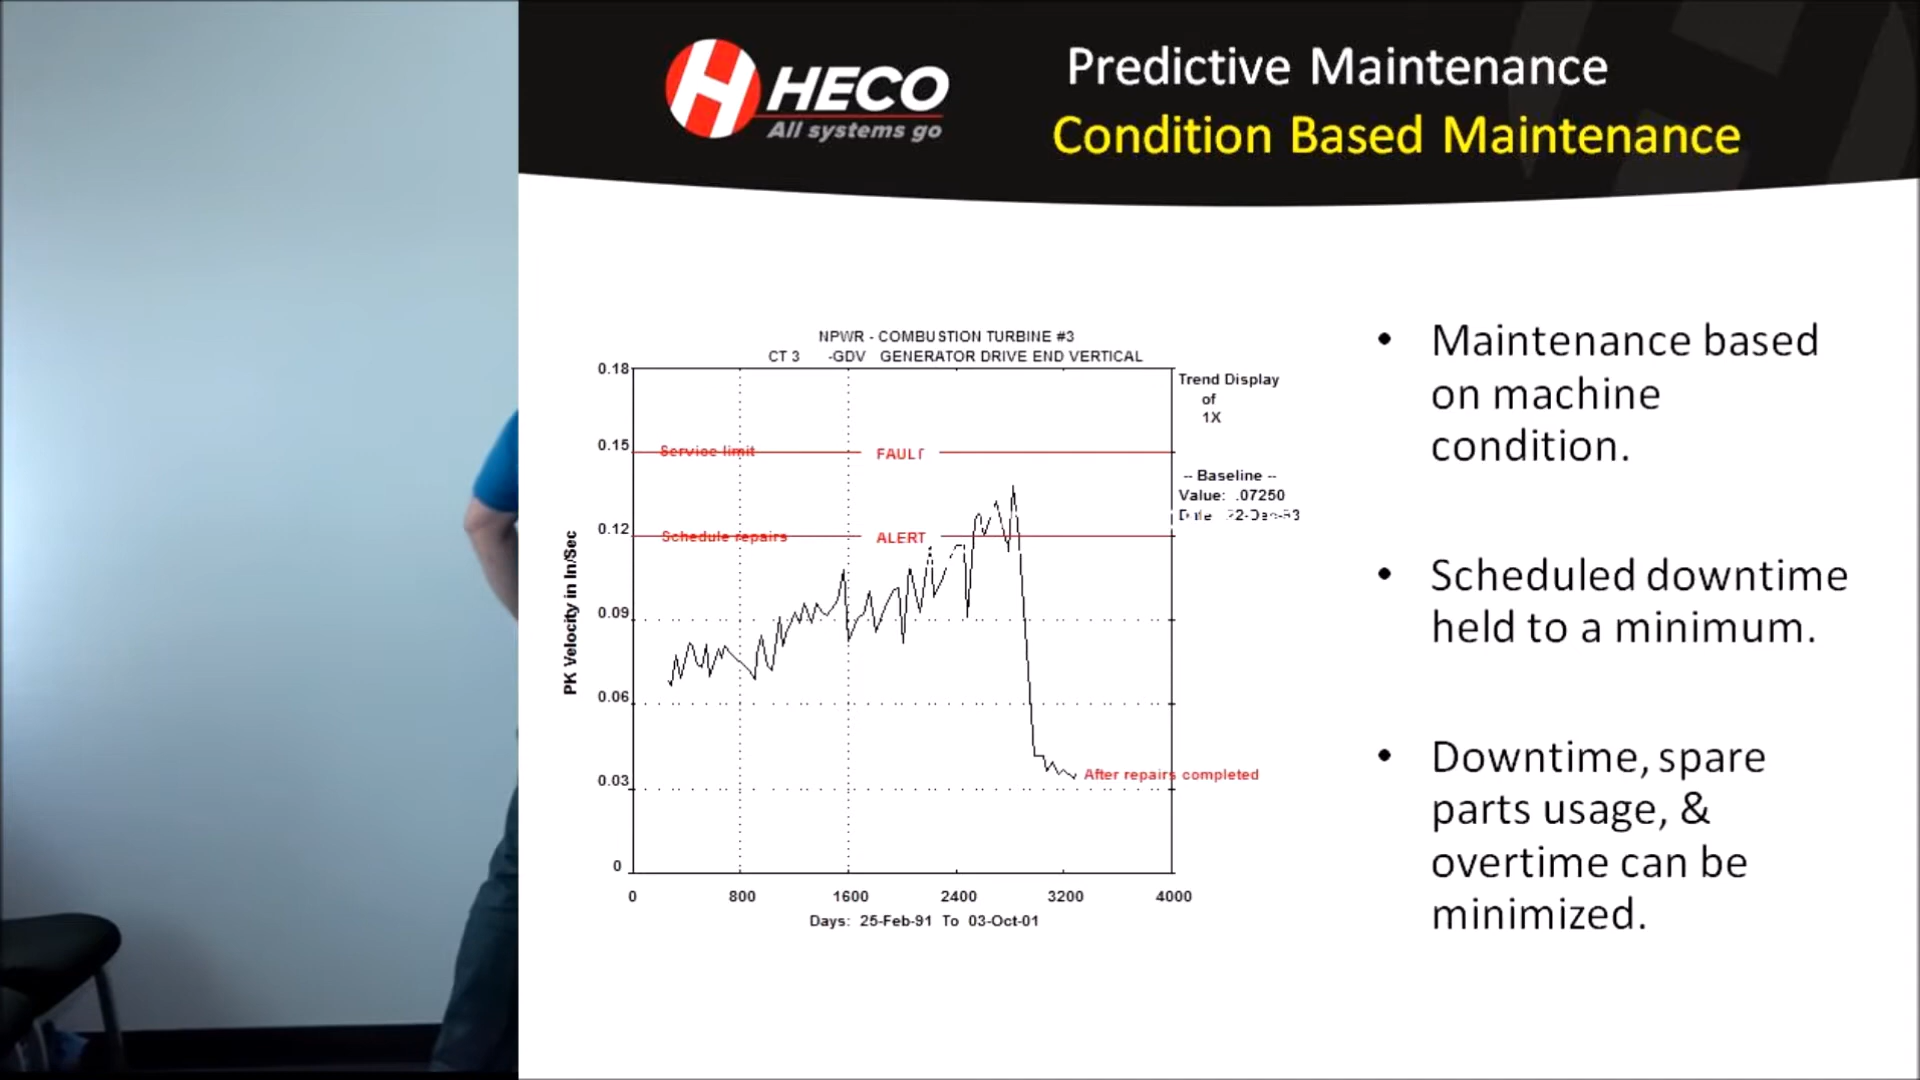 HECO
All systems go
Predictive Maintenance
Condition Based Maintenance
NPWR - COMBUSTION TURBINE #3
CT 3 -GDV GENERATOR DRIVE END VERTICAL
0.18
0.15
0.12
0.09
0.06
0.03
0
PK Velocity in In/Sec
Service limit
FAULT
Schedule repairs
ALERT
After repairs completed
Trend Display
of
1X
-- Baseline --
Value: .07250
0
800
1600
2400
3200
4000
Days: 25-Feb-91 To 03-Oct-01
• Maintenance based
on machine
condition.
• Scheduled downtime
held to a minimum.
• Downtime, spare
parts usage, &
overtime can be
minimized.